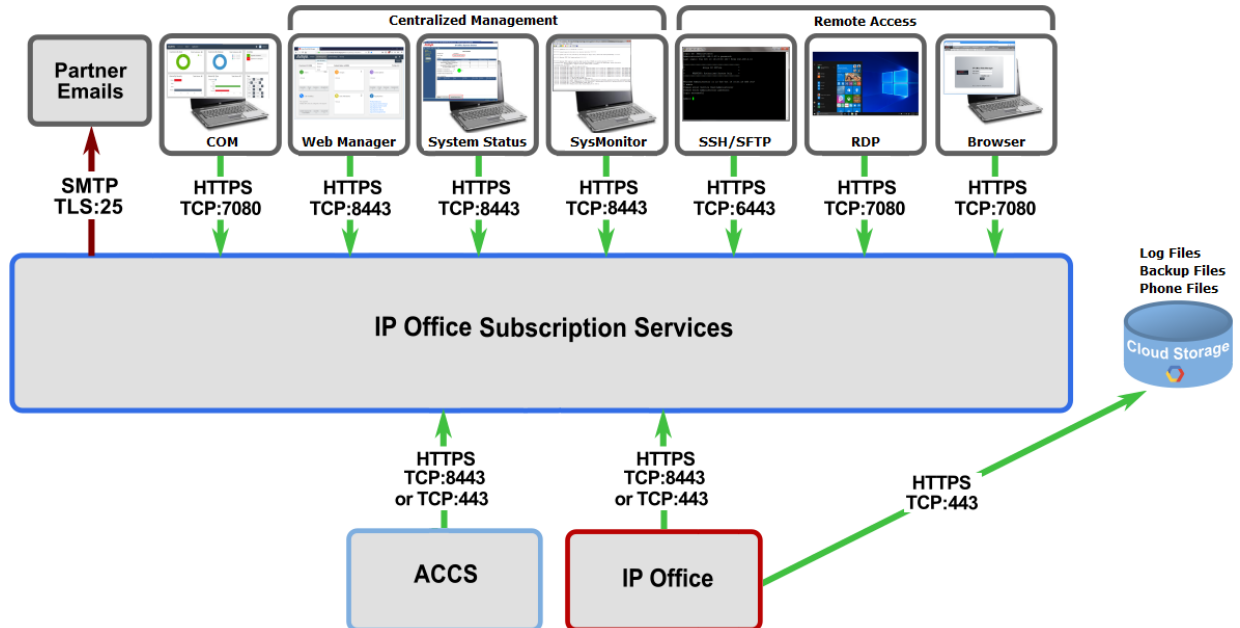 Centralized Management
Remote Access
Partner
Emails
COM
Web Manager
System Status
SysMonitor
SSH/SFTP
RDP
Browser
SMTP
TLS:25
HTTPS
TCP:7080
HTTPS
TCP:8443
HTTPS
TCP:8443
HTTPS
TCP:8443
HTTPS
TCP:6443
HTTPS
TCP:7080
HTTPS
TCP:7080
Log Files
Backup Files
Phone Files
Cloud Storage
IP Office Subscription Services
HTTPS
TCP:8443
or TCP:443
HTTPS
TCP:8443
or TCP:443
HTTPS
TCP:443
ACCS
IP Office